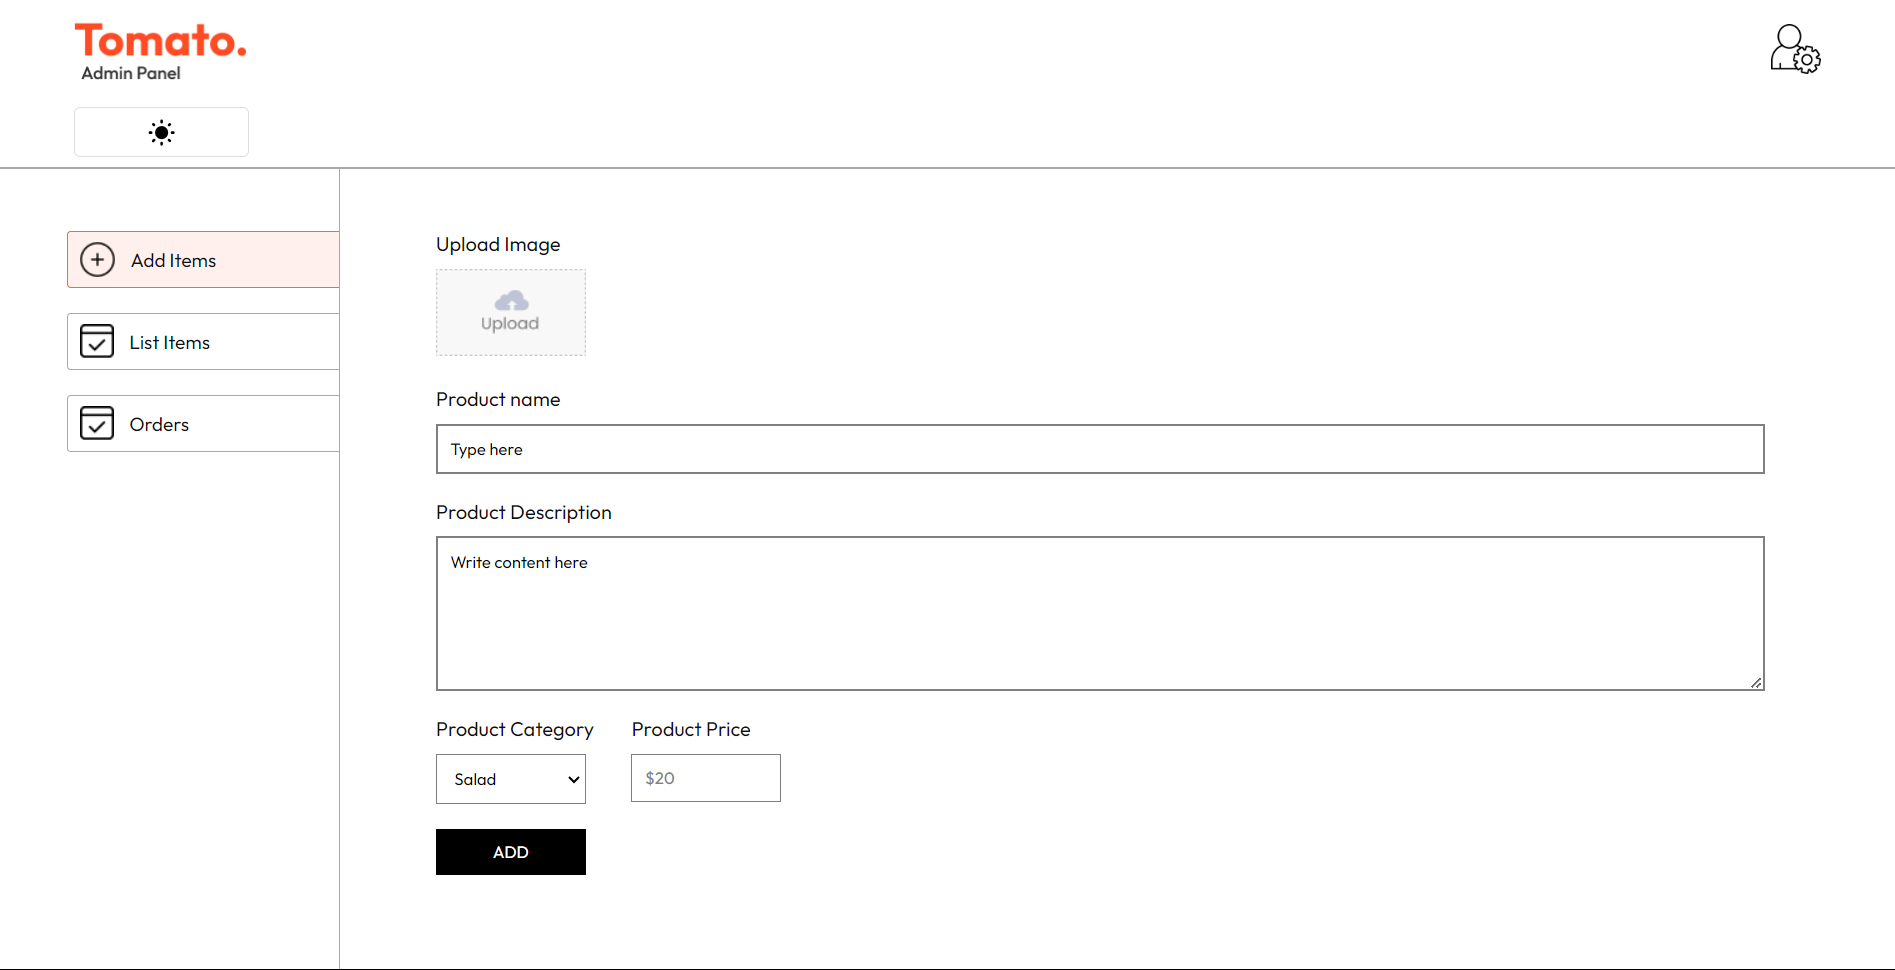 Tomato.
Admin Panel
Add Items
List Items
Orders
Upload Image
Upload
Product name
Type here
Product Description
Write content here
Product Category
Product Price
Salad
$20
ADD